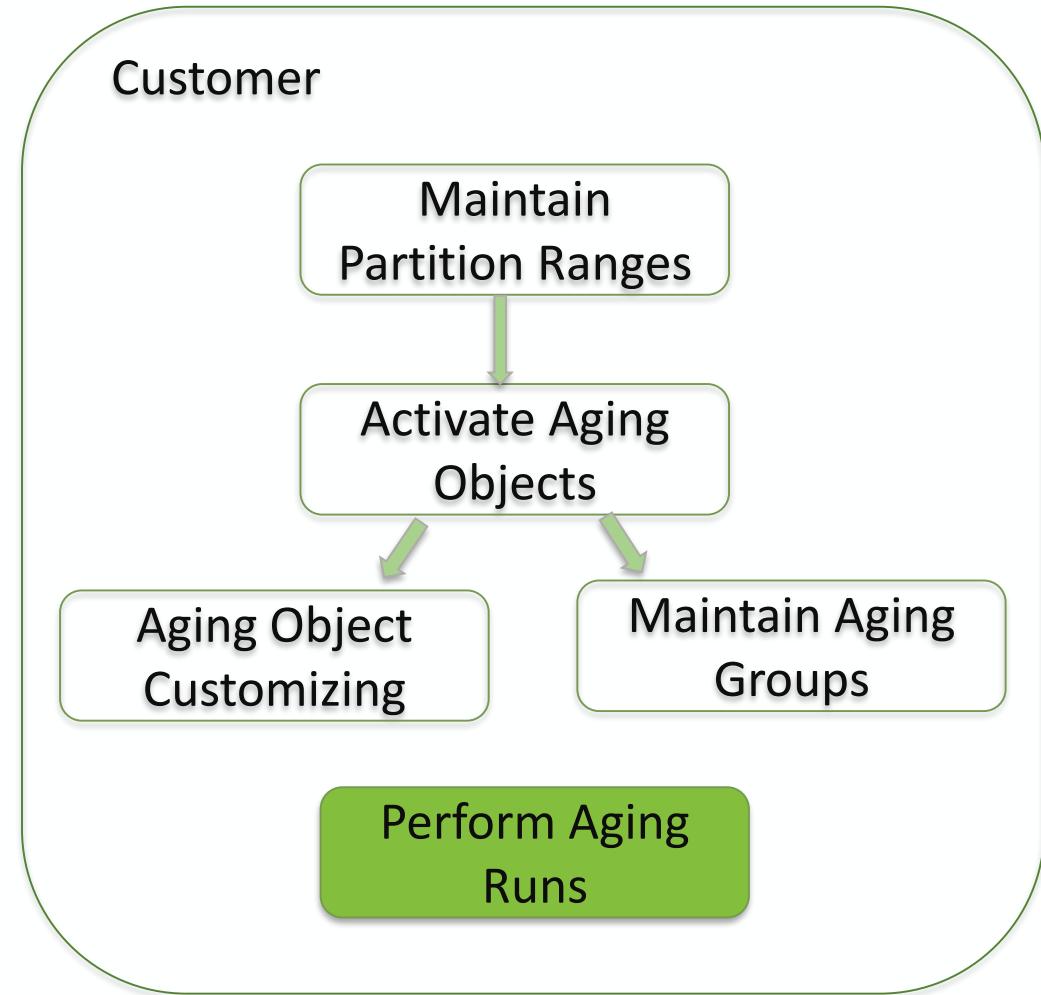 Customer
Maintain
Partition Ranges
Activate Aging
Objects
Aging Object
Customizing
Maintain Aging
Groups
Perform Aging
Runs